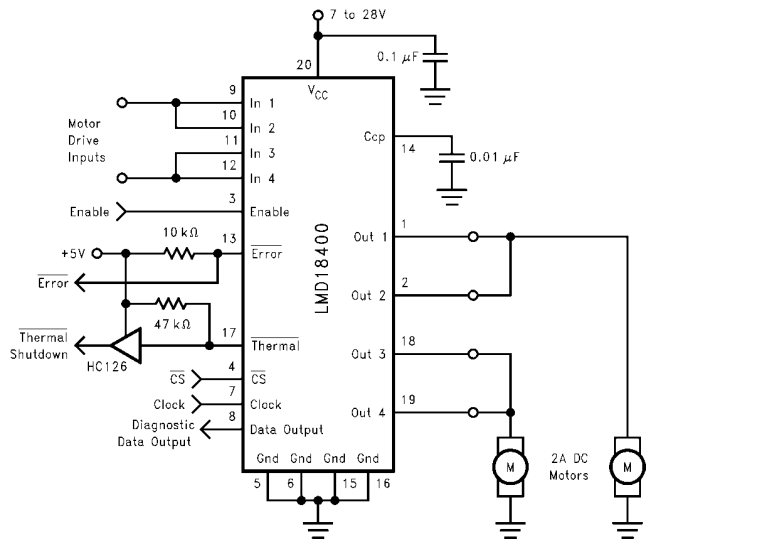 7 to 28V
0.1 µF
20
V_CC
9
In 1
10
In 2
11
In 3
12
In 4
Motor
Drive
Inputs
3
Enable
Enable
10 kΩ
13
+5V
Error
Error
47 kΩ
17
Thermal
Thermal
Shutdown
HC126
4
CS
CS
7
Clock
Clock
8
Diagnostic
Data Output
Data Output
LMD18400
Ccp
14
0.01 µF
1
Out 1
2
Out 2
18
Out 3
19
Out 4
Gnd Gnd Gnd Gnd
5 6 15 16
M
2A DC
Motors
M